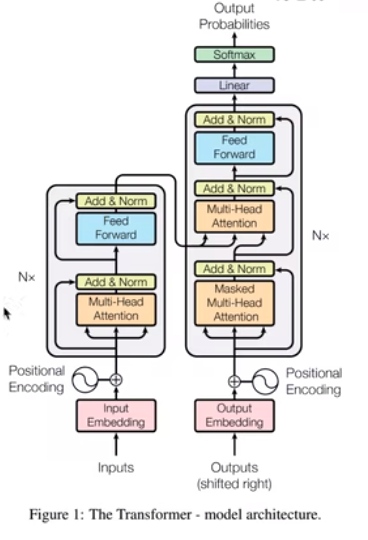 Output
Probabilities
Softmax
Linear
Add & Norm
Feed
Forward
Add & Norm
Multi-Head
Attention
Add & Norm
Masked
Multi-Head
Attention
Nx
Add & Norm
Feed
Forward
Add & Norm
Multi-Head
Attention
Nx
Positional
Encoding
Positional
Encoding
Input
Embedding
Output
Embedding
Inputs
Outputs
(shifted right)
Figure 1: The Transformer - model architecture.